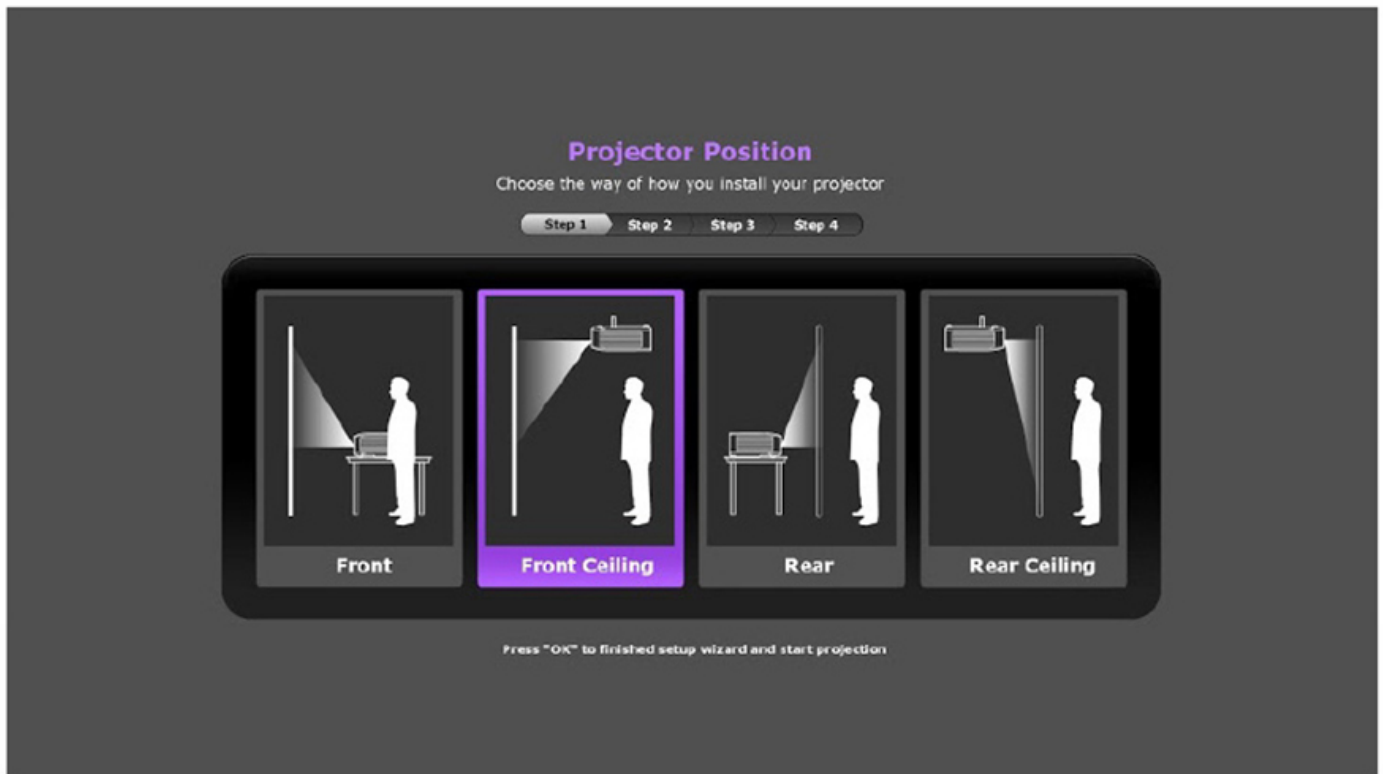 Projector Position
Choose the way of how you install your projector
Step 1 Step 2 Step 3 Step 4
Front Front Ceiling Rear Rear Ceiling
Press "OK" to finished setup wizard and start projection